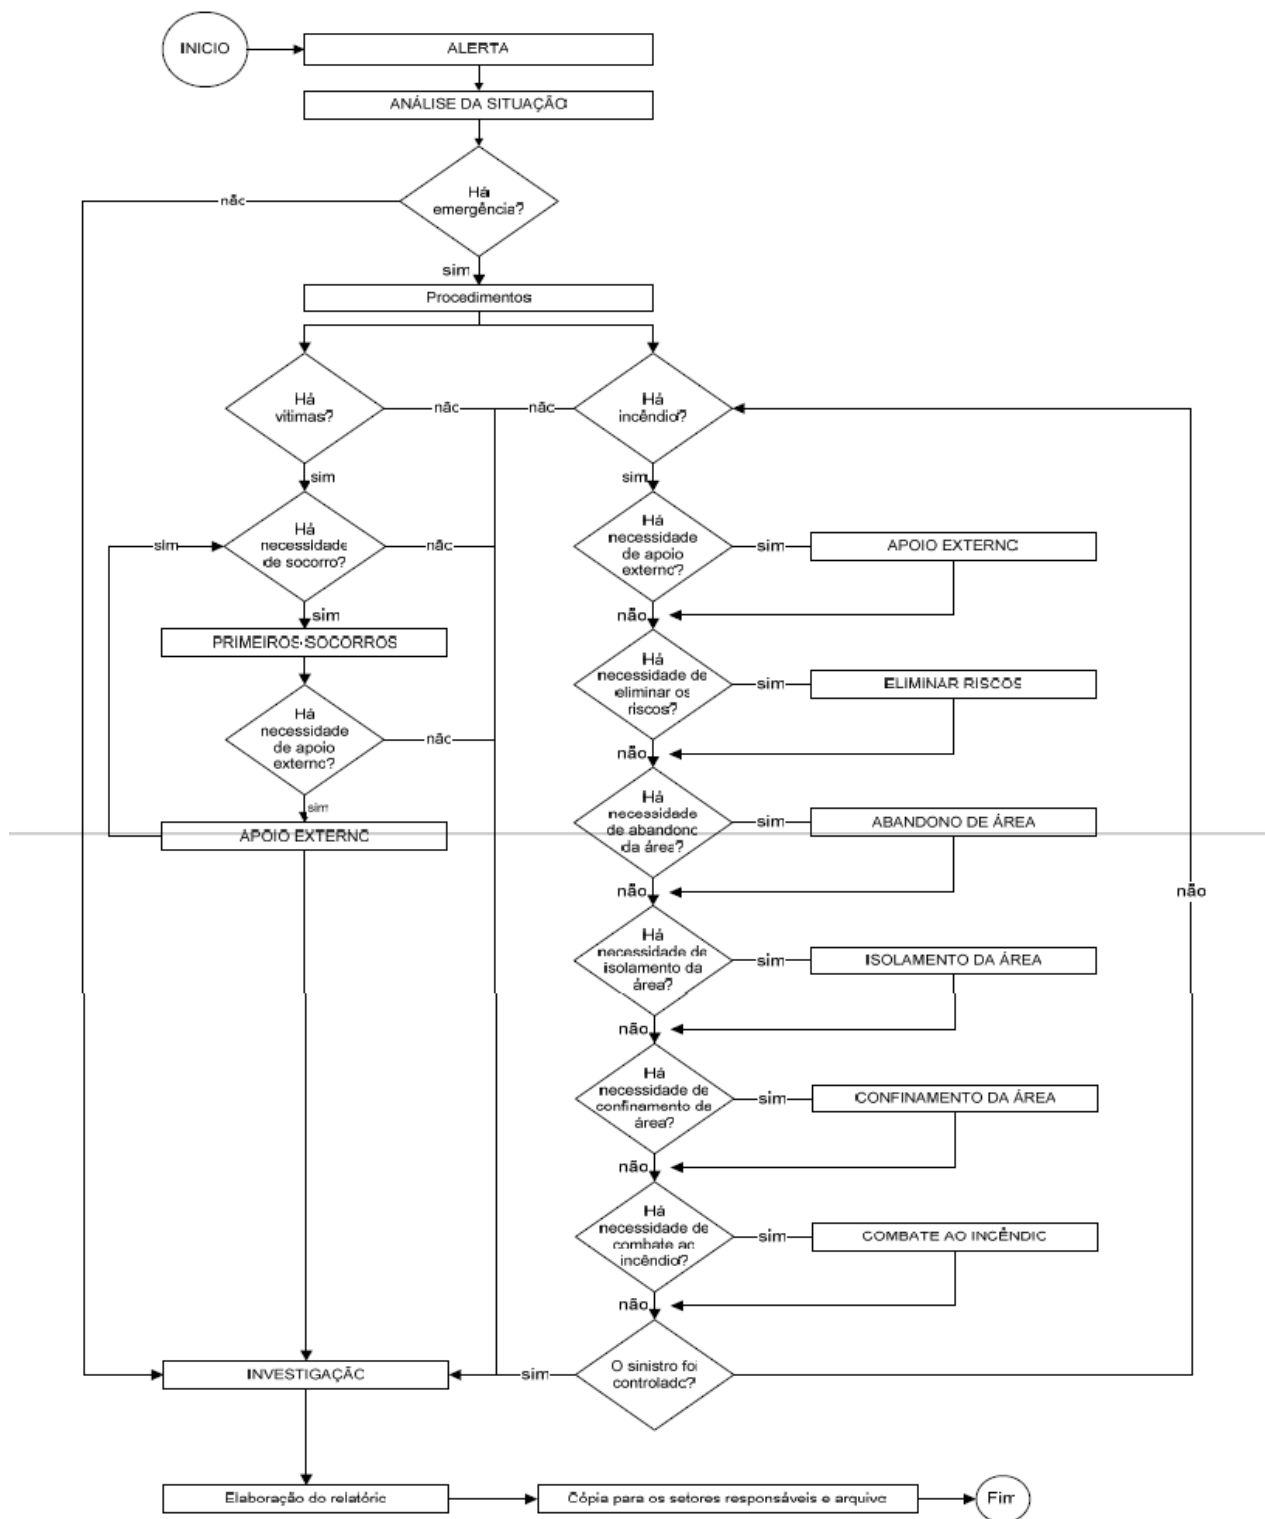 INICIO
ALERTA
ANÁLISE DA SITUAÇÃO
Há
emergência?
não
sim
Procedimentos
Há
vítimas?
não
não
Há
incêndio?
sim
sim
Há
necessidade
de socorro?
sim
não
Há
necessidade
de apoio
externo?
sim
APOIO EXTERNO
sim
não
PRIMEIROS-SOCORROS
Há
necessidade de
eliminar os
riscos?
sim
ELIMINAR RISCOS
Há
necessidade
de apoio
externo?
não
não
sim
Há
necessidade
de abandono
da área?
sim
ABANDONO DE ÁREA
APOIO EXTERNO
não
não
Há
necessidade de
isolamento da
área?
sim
ISOLAMENTO DA ÁREA
não
Há
necessidade de
confinamento da
área?
sim
CONFINAMENTO DA ÁREA
não
Há
necessidade de
combate ao
incêndio?
sim
COMBATE AO INCÊNDIO
não
O sinistro foi
controlado?
sim
INVESTIGAÇÃO
Elaboração do relatório
Cópia para os setores responsáveis e arquivo
Fim